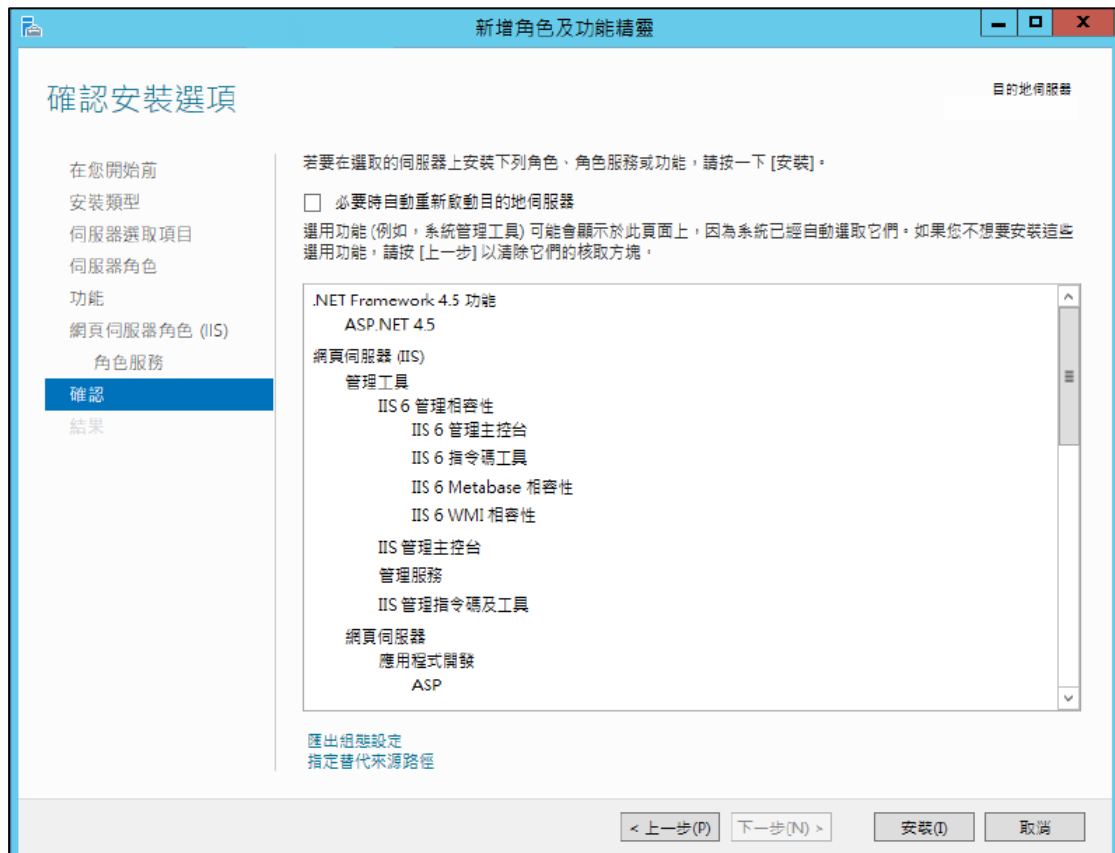 新增角色及功能精靈
確認安裝選項
目的地伺服器
在您開始前
安裝類型
伺服器選取項目
伺服器角色
功能
網頁伺服器角色 (IIS)
角色服務
確認
結果
若要在選取的伺服器上安裝下列角色、角色服務或功能，請按一下 [安裝]。
必要時自動重新啟動目的地伺服器
選用功能 (例如，系統管理工具) 可能會顯示於此頁面上，因為系統已經自動選取它們。如果您不想要安裝這些
選用功能，請按 [上一步] 以清除它們的核取方塊。
.NET Framework 4.5 功能
ASP.NET 4.5
網頁伺服器 (IIS)
管理工具
IIS 6 管理相容性
IIS 6 管理主控台
IIS 6 指令碼工具
IIS 6 Metabase 相容性
IIS 6 WMI 相容性
IIS 管理主控台
管理服務
IIS 管理指令碼及工具
網頁伺服器
應用程式開發
ASP
匯出組態設定
指定替代來源路徑
< 上一步(P)
下一步(N) >
安裝(I)
取消